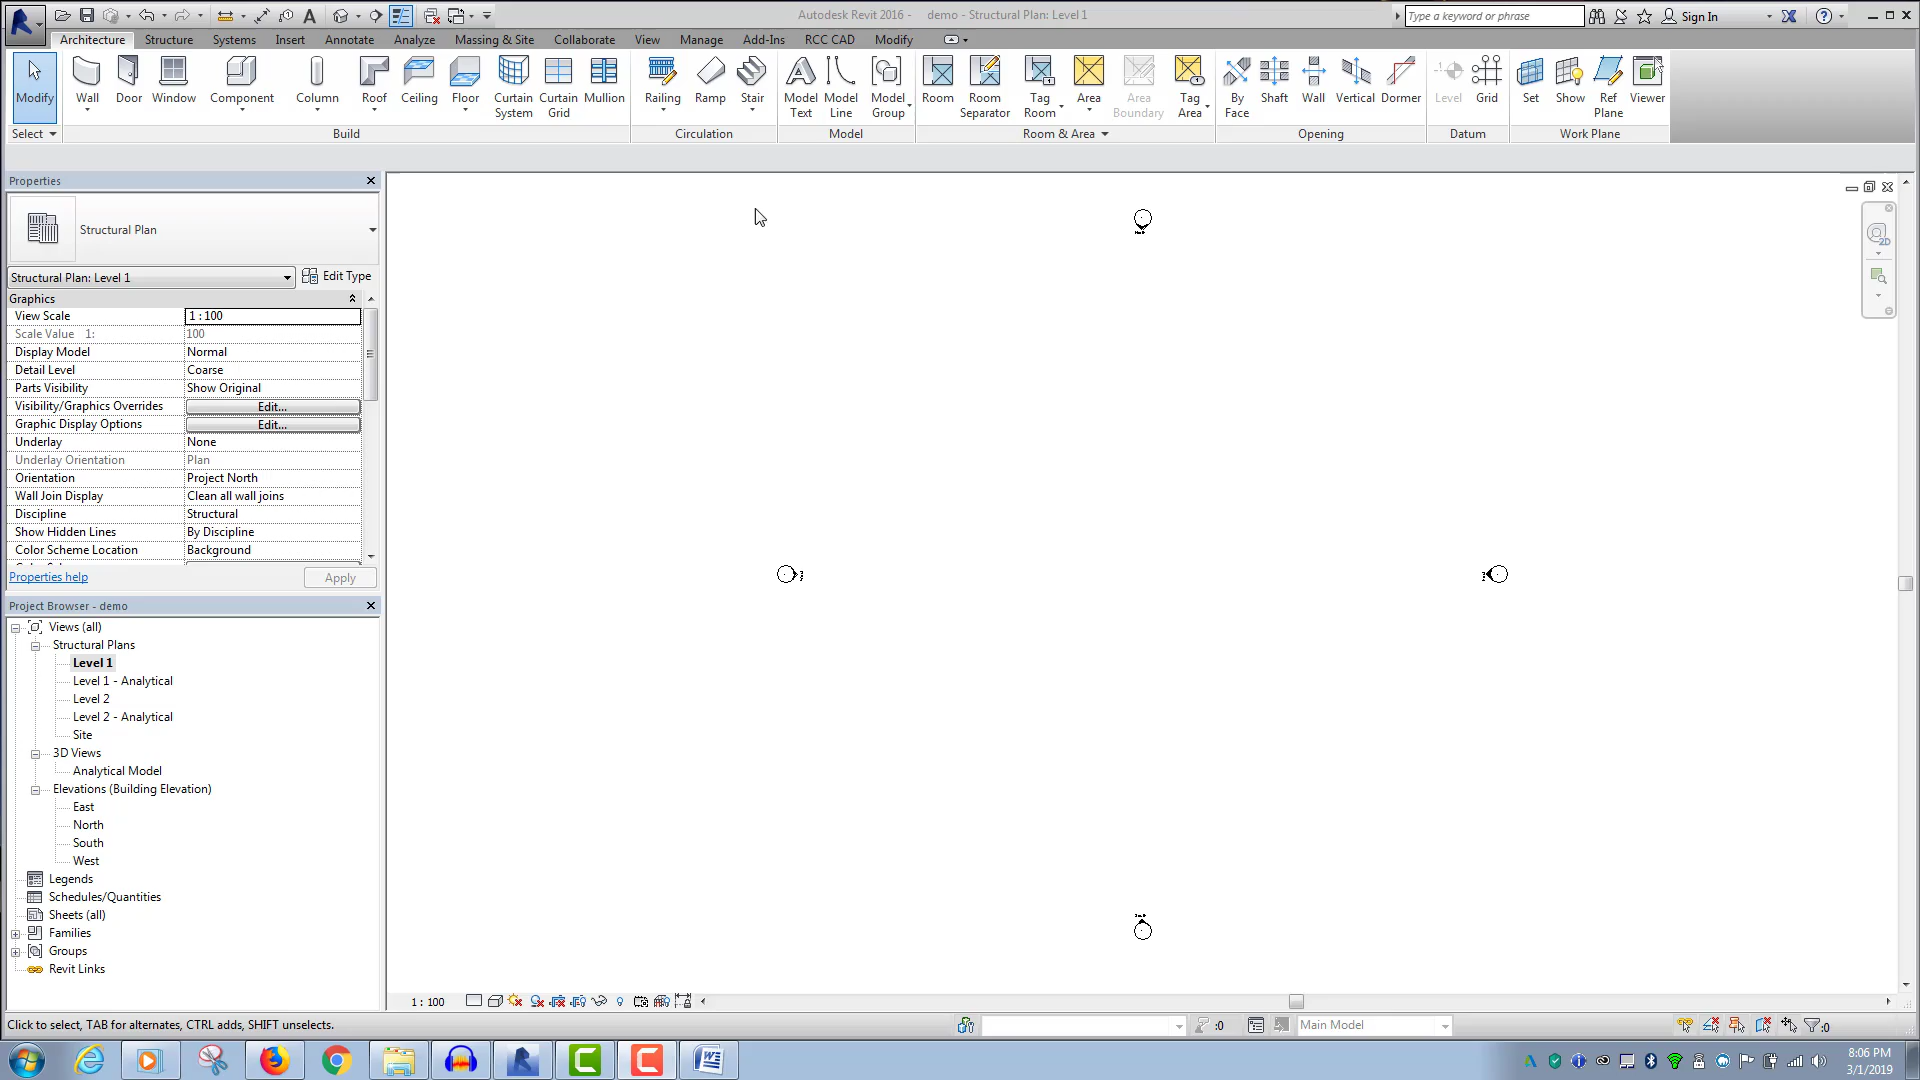 Autodesk Revit 2016 - demo - Structural Plan: Level 1
Type a keyword or phrase
Sign In
Architecture Structure Systems Insert Annotate Analyze Massing & Site Collaborate View Manage Add-Ins RCC CAD Modify
Modify Wall Door Window Component Column Roof Ceiling Floor Curtain System Curtain Grid Mullion Railing Ramp Stair Model Text Model Line Model Group Room Room Separator Tag Room Area Area Boundary Tag Area By Face Shaft Wall Vertical Dormer Level Grid Set Show Ref Plane Viewer
Select Build Circulation Model Room & Area Opening Datum Work Plane
Properties
Structural Plan
Structural Plan: Level 1 Edit Type
Graphics
View Scale 1 : 100
Scale Value 1: 100
Display Model Normal
Detail Level Coarse
Parts Visibility Show Original
Visibility/Graphics Overrides Edit...
Graphic Display Options Edit...
Underlay None
Underlay Orientation Plan
Orientation Project North
Wall Join Display Clean all wall joins
Discipline Structural
Show Hidden Lines By Discipline
Color Scheme Location Background
Properties help Apply
Project Browser - demo
Views (all)
Structural Plans
Level 1
Level 1 - Analytical
Level 2
Level 2 - Analytical
Site
3D Views
Analytical Model
Elevations (Building Elevation)
East
North
South
West
Legends
Schedules/Quantities
Sheets (all)
Families
Groups
Revit Links
2D
1 : 100
Click to select, TAB for alternates, CTRL adds, SHIFT unselects.
:0
Main Model
:0
8:06 PM
3/1/2019